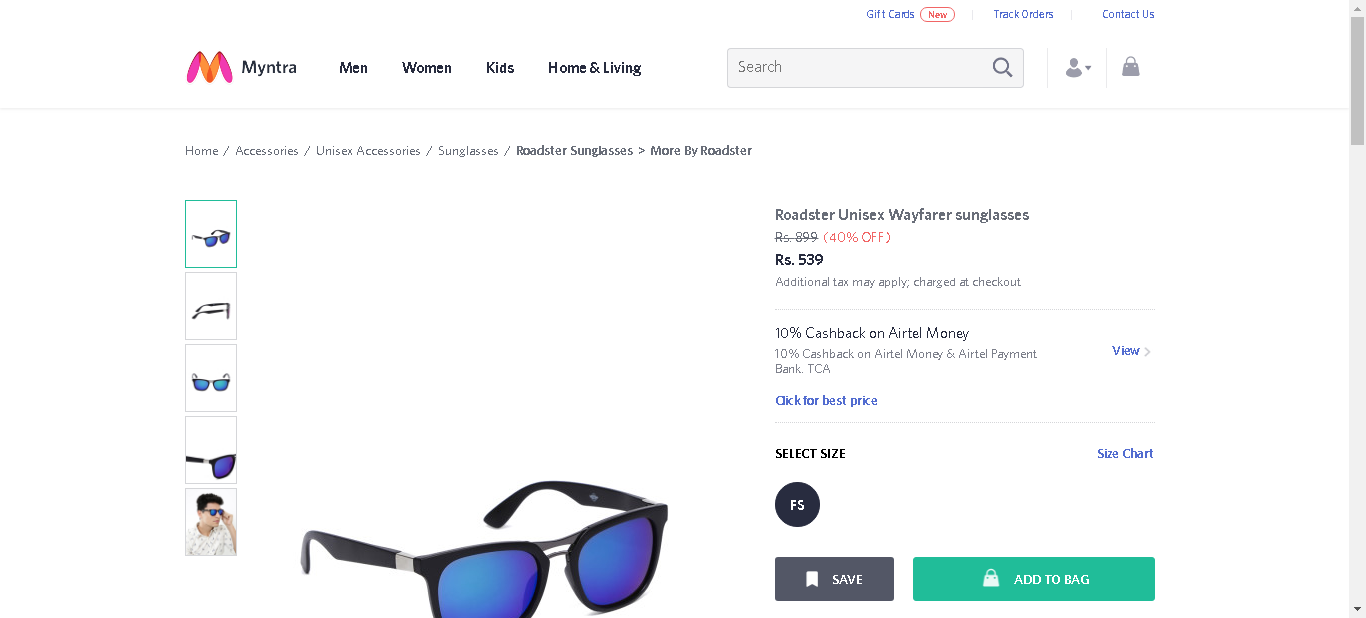 Gift Cards New Track Orders Contact Us
Myntra Men Women Kids Home & Living Search
Home / Accessories / Unisex Accessories / Sunglasses / Roadster Sunglasses > More By Roadster
Roadster Unisex Wayfarer sunglasses
Rs. 899 (40% OFF)
Rs. 539
Additional tax may apply; charged at checkout
10% Cashback on Airtel Money
10% Cashback on Airtel Money & Airtel Payment
Bank. TCA
View
Click for best price
SELECT SIZE Size Chart
FS
SAVE ADD TO BAG